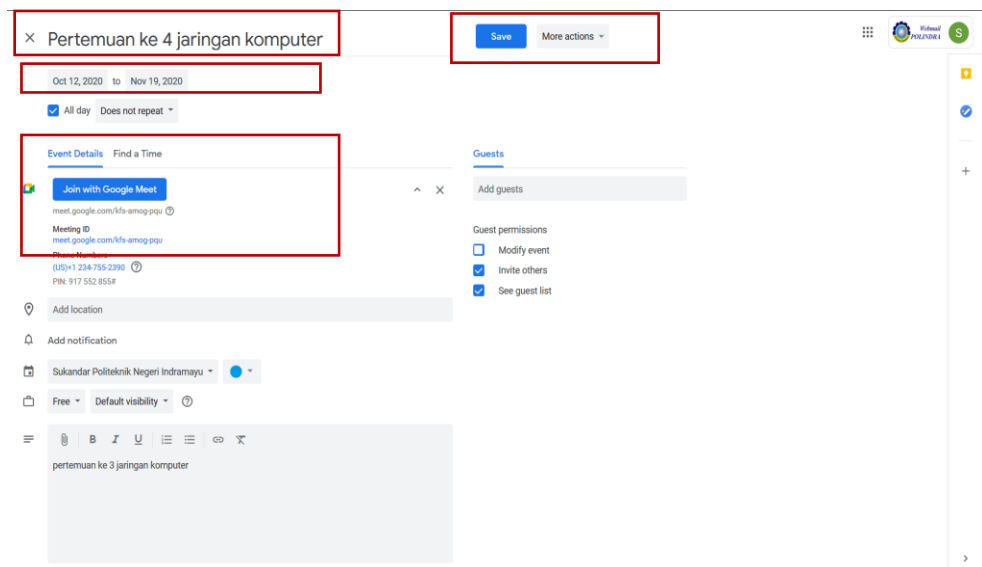 Pertemuan ke 4 jaringan komputer
Save More actions
Webmail
POLINDRA
S
Oct 12, 2020 to Nov 19, 2020
All day Does not repeat
Event Details Find a Time
Guests
Join with Google Meet
Add guests
meet.google.com/kfs-amog-pqu
Meeting ID
meet.google.com/kfs-amog-pqu
Guest permissions
Phone Numbers
Modify event
(US)+1 234-755-2390
Invite others
PIN: 917 552 855#
See guest list
Add location
Add notification
Sukandar Politeknik Negeri Indramayu
Free Default visibility
B I U
pertemuan ke 3 jaringan komputer